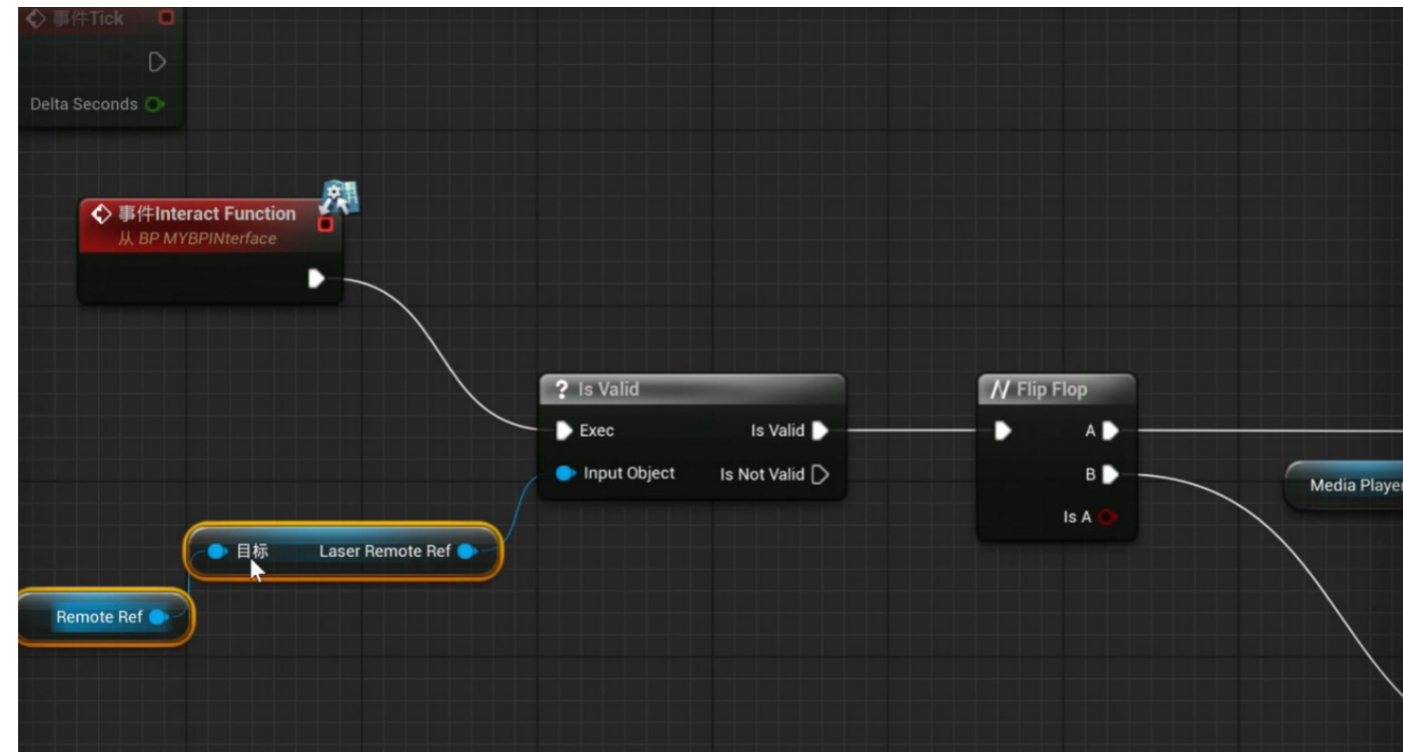 事件Tick
Delta Seconds
事件Interact Function
从 BP MYBPINterface
? Is Valid
Exec
Is Valid
Input Object
Is Not Valid
Flip Flop
A
B
Is A
Media Player
目标
Laser Remote Ref
Remote Ref